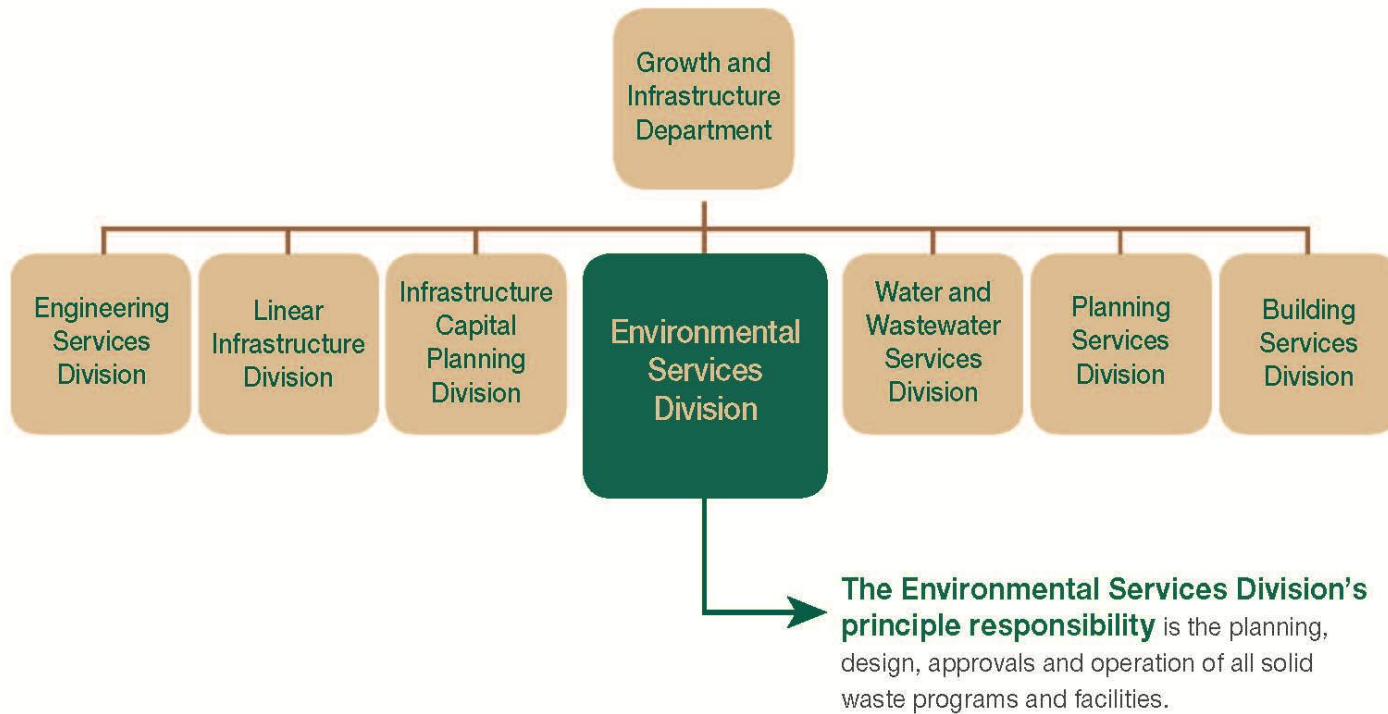 Growth and
Infrastructure
Department
Engineering
Services
Division
Linear
Infrastructure
Division
Infrastructure
Capital
Planning
Division
Environmental
Services
Division
Water and
Wastewater
Services
Division
Planning
Services
Division
Building
Services
Division
The Environmental Services Division’s
principle responsibility is the planning,
design, approvals and operation of all solid
waste programs and facilities.